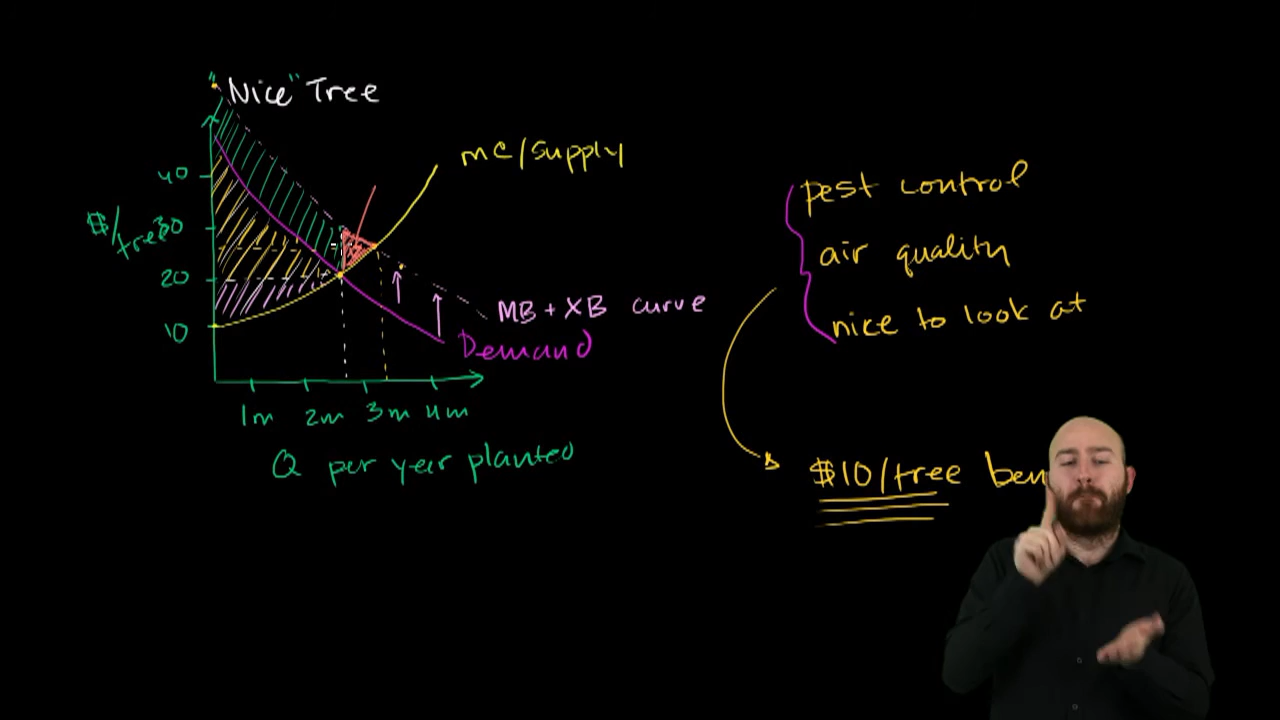 "Nice" Tree
mc/supply
40
$/tree
30
20
10
MB + XB curve
Demand
1m 2m 3m 4m
Q per year planted
pest control
air quality
nice to look at
$10/tree